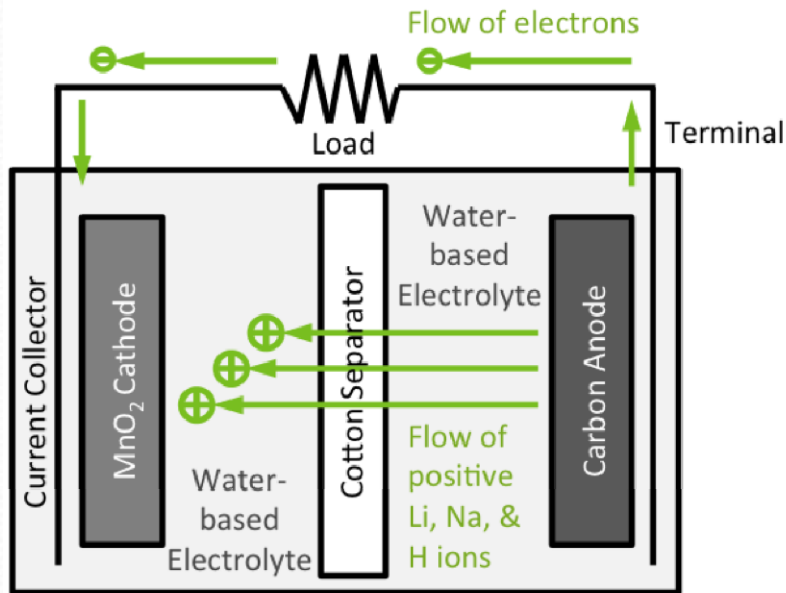 Flow of electrons
Load
Terminal
Current Collector
MnO₂ Cathode
Water-
based
Electrolyte
Cotton Separator
Water-
based
Electrolyte
Flow of
positive
Li, Na, &
H ions
Carbon Anode